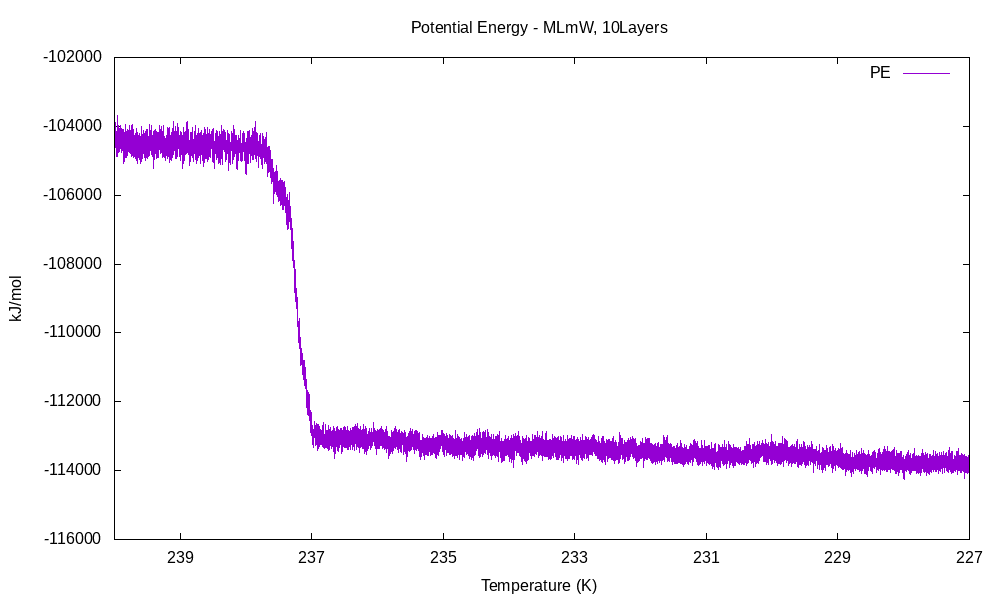 Potential Energy - MLmW, 10Layers
-102000
PE
-104000
-106000
-108000
kJ/mol
-110000
-112000
-114000
-116000
239 237 235 233 231 229 227
Temperature (K)